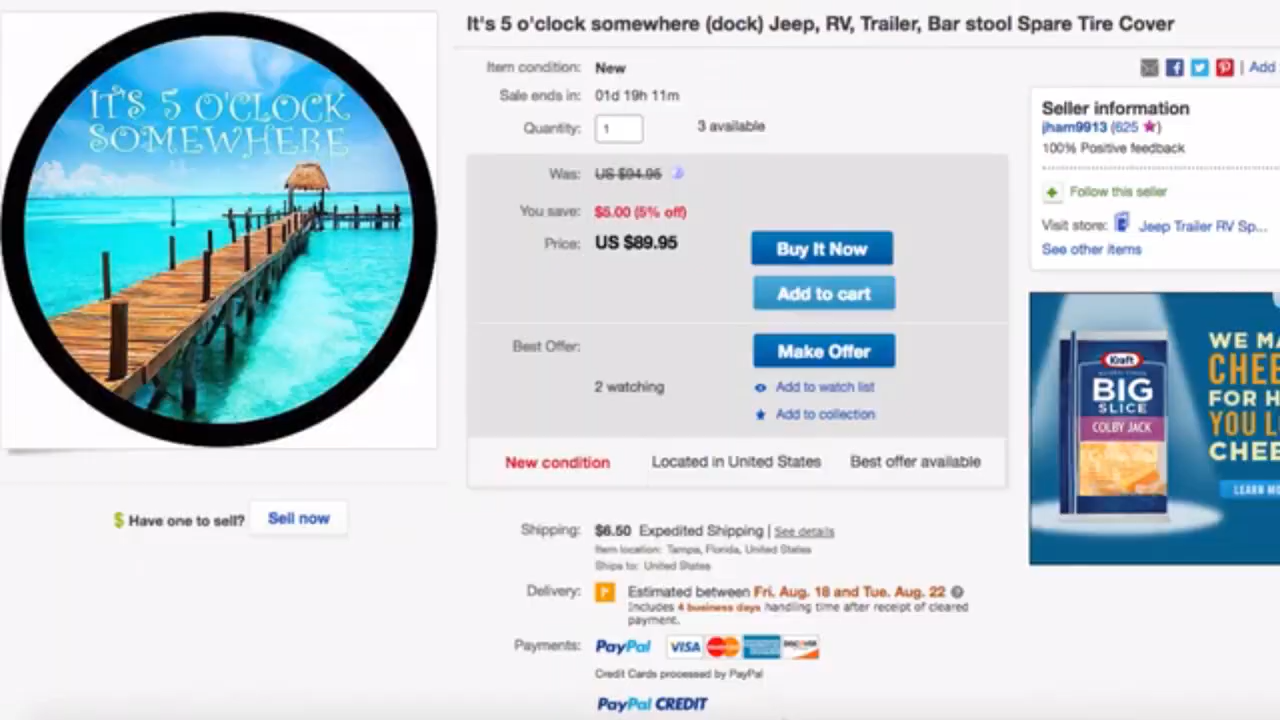 It's 5 o'clock somewhere (dock) Jeep, RV, Trailer, Bar stool Spare Tire Cover
IT'S 5 O'CLOCK
SOMEWHERE
Item condition: New
Sale ends in: 01d 19h 11m
Quantity: 1 3 available
Was: US $94.95
You save: $5.00 (5% off)
Price: US $89.95
Buy It Now
Add to cart
Best Offer:
Make Offer
2 watching
Add to watch list
Add to collection
New condition Located in United States Best offer available
$ Have one to sell? Sell now
Shipping: $6.50 Expedited Shipping | See details
Item location: Tampa, Florida, United States
Ships to: United States
Delivery: Estimated between Fri. Aug. 18 and Tue. Aug. 22
Includes 4 business days handling time after receipt of cleared
payment.
Payments: PayPal VISA MasterCard DISCOVER
Credit Cards processed by PayPal
PayPal CREDIT
| Add
Seller information
jham9913 (625)
100% Positive feedback
Follow this seller
Visit store: Jeep Trailer RV Sp...
See other items
Kraft
BIG
SLICE
COLBY JACK
WE MA
CHEE
FOR H
YOU L
CHEE
LEARN MO